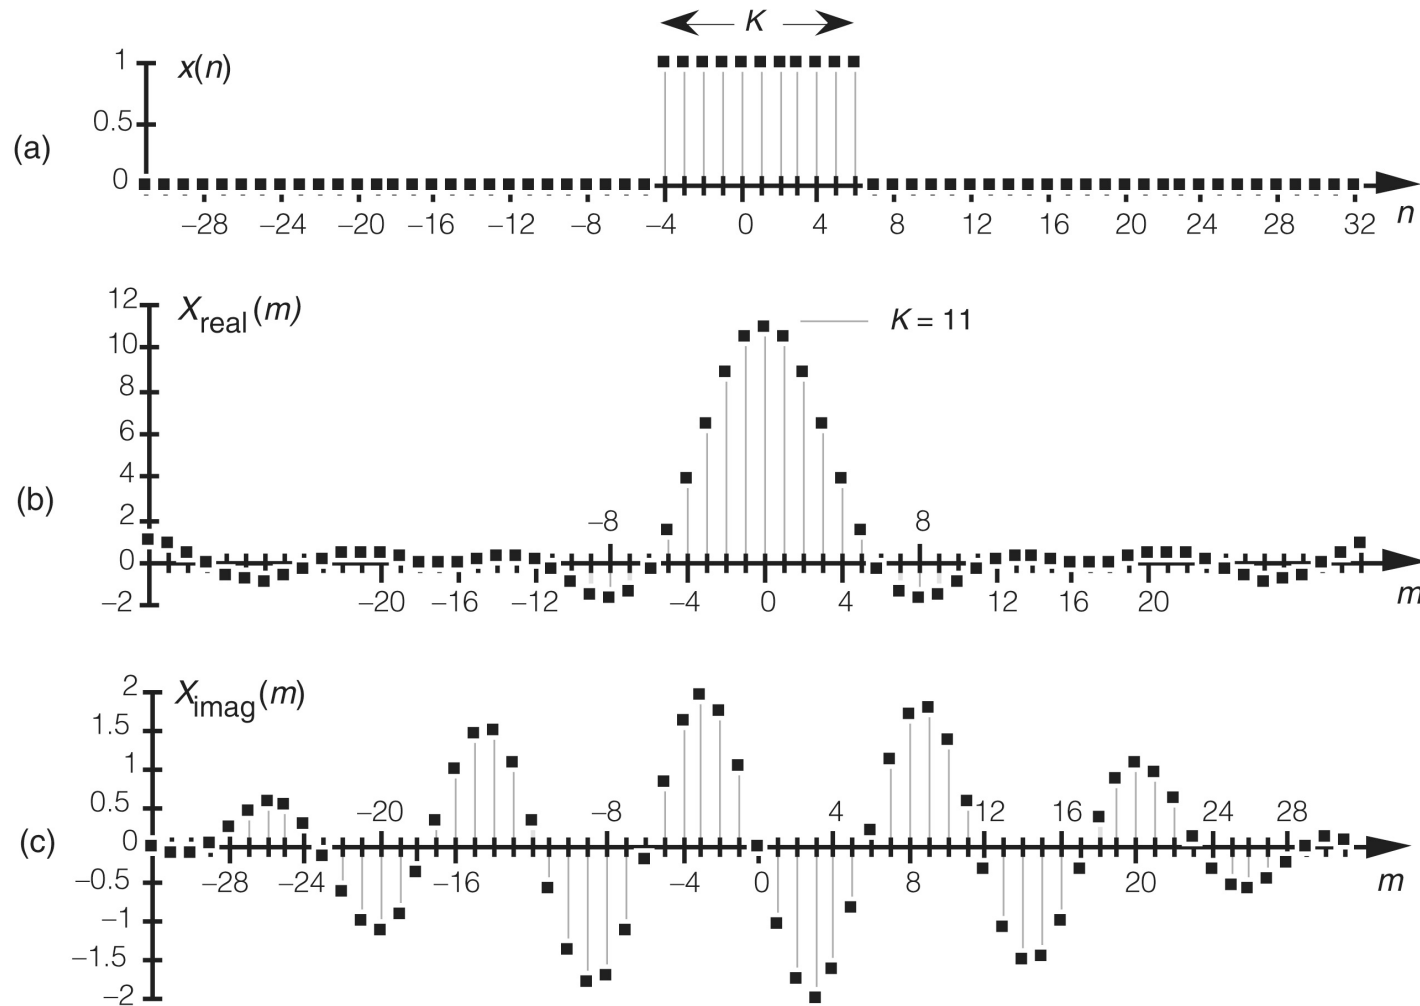 K
1
x(n)
0.5
(a)
0
−28 −24 −20 −16 −12 −8 −4 0 4 8 12 16 20 24 28 32 n
12
X_real(m)
K = 11
10
8
6
4
(b)
2
−8 8
0
−2
−20 −16 −12 −4 0 4 12 16 20 m
2
X_imag(m)
1.5
1
0.5
−20 −8 4 12 16 24 28
0
(c)
−0.5
−28 −24 −16 −4 0 8 20 m
−1
−1.5
−2